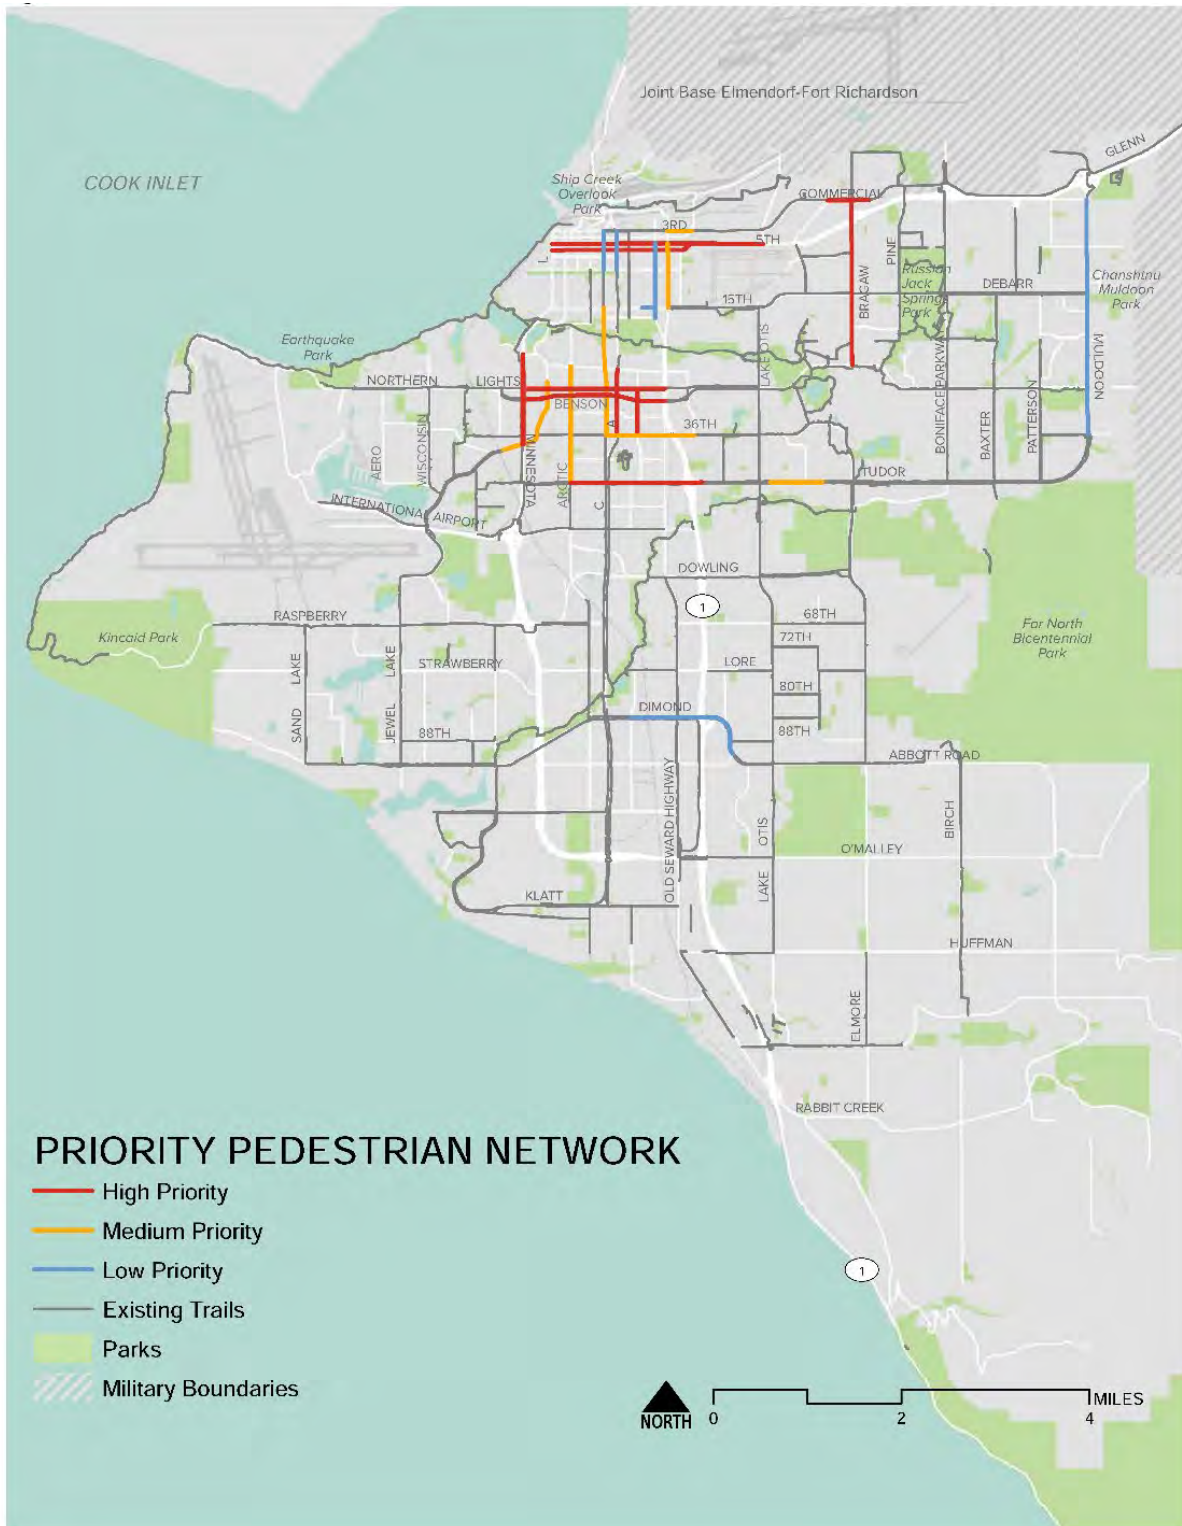 Joint Base Elmendorf-Fort Richardson
GLENN
COOK INLET
Ship Creek
Overlook
Park
COMMERCIAL
3RD
5TH
L
PINE
BRAGAW
Russian
Jack
Springs
Park
DEBARR
Chanshtnu
Muldoon
Park
15TH
Earthquake
Park
LAKE OTIS
MULDOON
NORTHERN
LIGHTS
BENSON
A
36TH
BONIFACE PARKWAY
BAXTER
PATTERSON
AERO
WISCONSIN
MINNESOTA
ARCTIC
C
TUDOR
INTERNATIONAL AIRPORT
DOWLING
1
68TH
RASPBERRY
Kincaid Park
72TH
Far North
Bicentennial
Park
STRAWBERRY
LORE
SAND LAKE
JEWEL LAKE
80TH
DIMOND
88TH
88TH
ABBOTT ROAD
OLD SEWARD HIGHWAY
LAKE OTIS
BIRCH
O'MALLEY
KLATT
HUFFMAN
ELMORE
RABBIT CREEK
PRIORITY PEDESTRIAN NETWORK
High Priority
Medium Priority
Low Priority
1
Existing Trails
Parks
Military Boundaries
NORTH
0
2
4
MILES